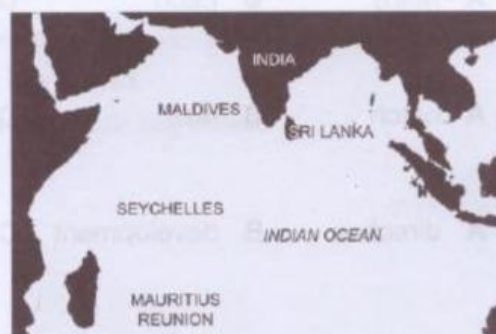 INDIA
MALDIVES
SRI LANKA
SEYCHELLES
INDIAN OCEAN
MAURITIUS
REUNION